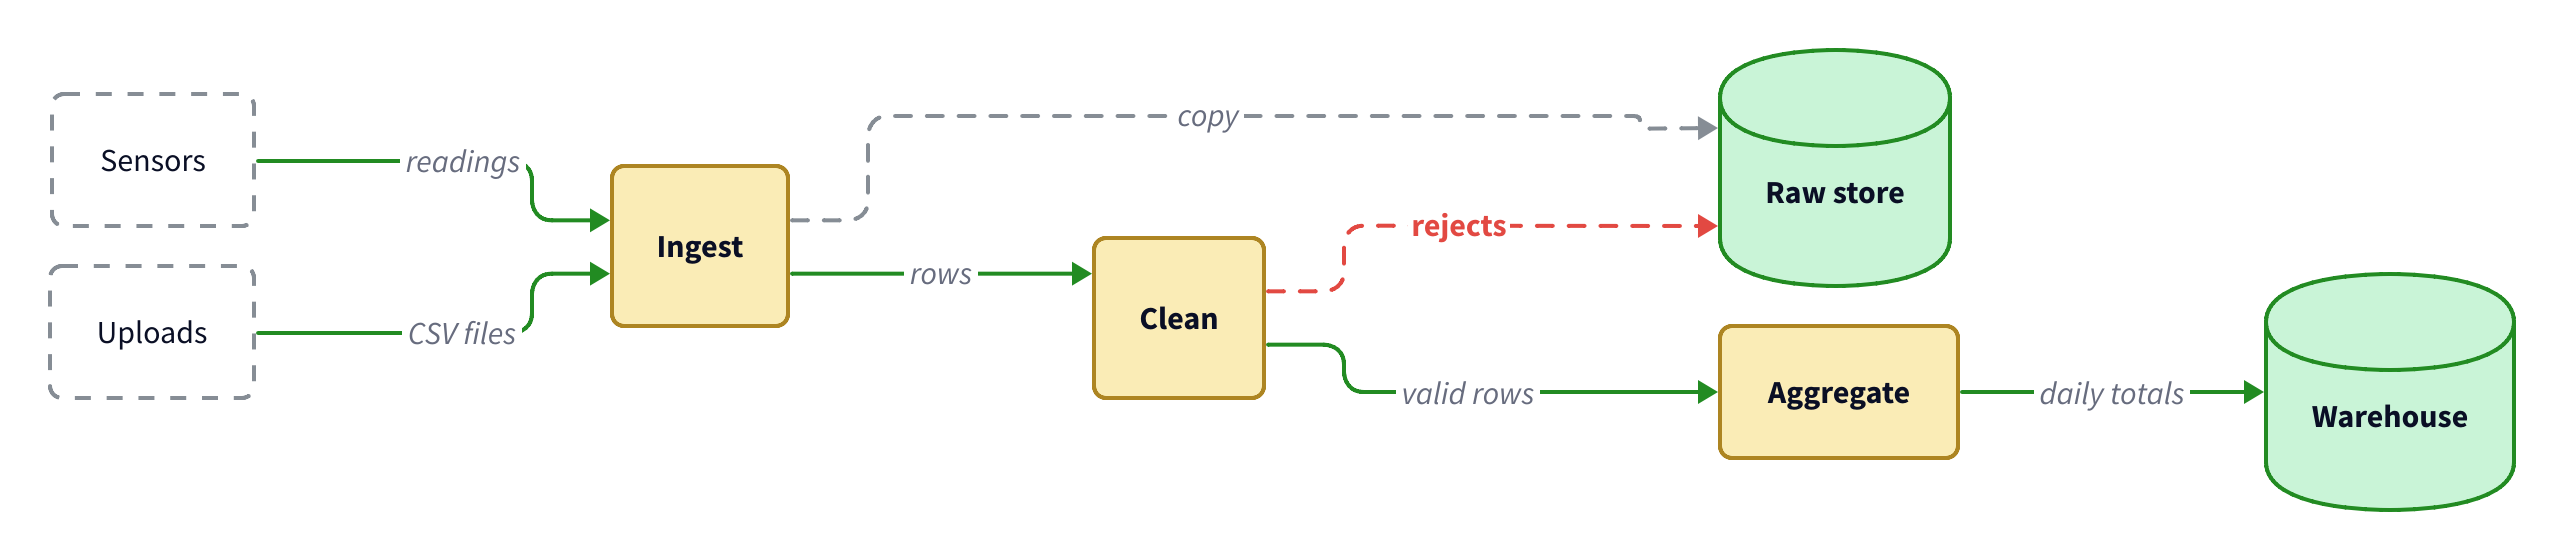 Sensors
readings
Uploads
CSV files
Ingest
copy
rows
Clean
rejects
valid rows
Raw store
Aggregate
daily totals
Warehouse